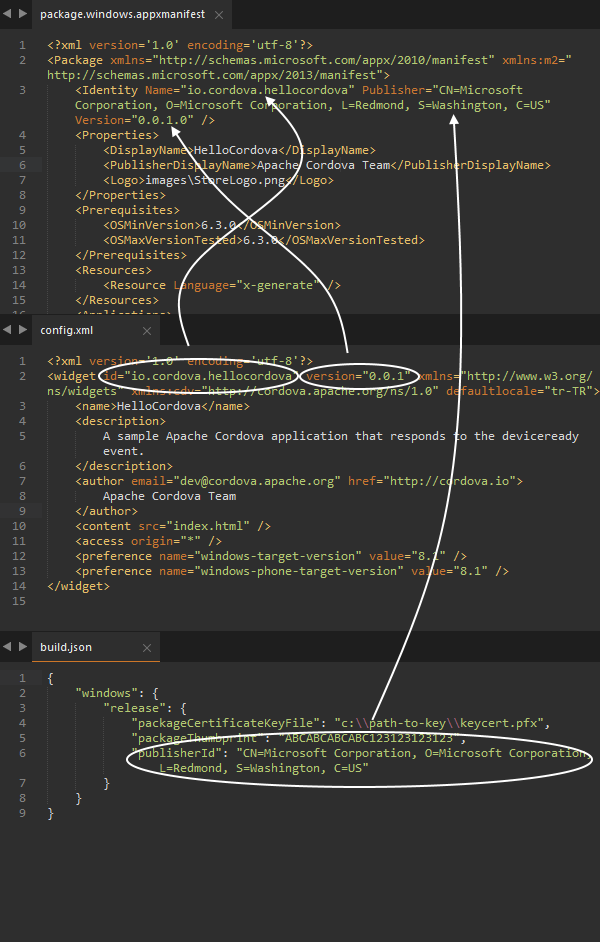 package.windows.appxmanifest
1 <?xml version='1.0' encoding='utf-8'?>
2 <Package xmlns="http://schemas.microsoft.com/appx/2010/manifest" xmlns:m2="
http://schemas.microsoft.com/appx/2013/manifest">
3 <Identity Name="io.cordova.hellocordova" Publisher="CN=Microsoft
Corporation, O=Microsoft Corporation, L=Redmond, S=Washington, C=US"
Version="0.0.1.0" />
4 <Properties>
5 <DisplayName>HelloCordova</DisplayName>
6 <PublisherDisplayName>Apache Cordova Team</PublisherDisplayName>
7 <Logo>images\StoreLogo.png</Logo>
8 </Properties>
9 <Prerequisites>
10 <OSMinVersion>6.3.0</OSMinVersion>
11 <OSMaxVersionTested>6.3.0</OSMaxVersionTested>
12 </Prerequisites>
13 <Resources>
14 <Resource Language="x-generate" />
15 </Resources>
16 <Applications>
config.xml
1 <?xml version='1.0' encoding='utf-8'?>
2 <widget id="io.cordova.hellocordova" version="0.0.1" xmlns="http://www.w3.org/
ns/widgets" xmlns:cdv="http://cordova.apache.org/ns/1.0" defaultlocale="tr-TR">
3 <name>HelloCordova</name>
4 <description>
5 A sample Apache Cordova application that responds to the deviceready
event.
6 </description>
7 <author email="dev@cordova.apache.org" href="http://cordova.io">
8 Apache Cordova Team
9 </author>
10 <content src="index.html" />
11 <access origin="*" />
12 <preference name="windows-target-version" value="8.1" />
13 <preference name="windows-phone-target-version" value="8.1" />
14 </widget>
15
build.json
1 {
2 "windows": {
3 "release": {
4 "packageCertificateKeyFile": "c:\\path-to-key\\keycert.pfx",
5 "packageThumbprint": "ABCABCABCABC123123123123",
6 "publisherId": "CN=Microsoft Corporation, O=Microsoft Corporation,
L=Redmond, S=Washington, C=US"
7 }
8 }
9 }